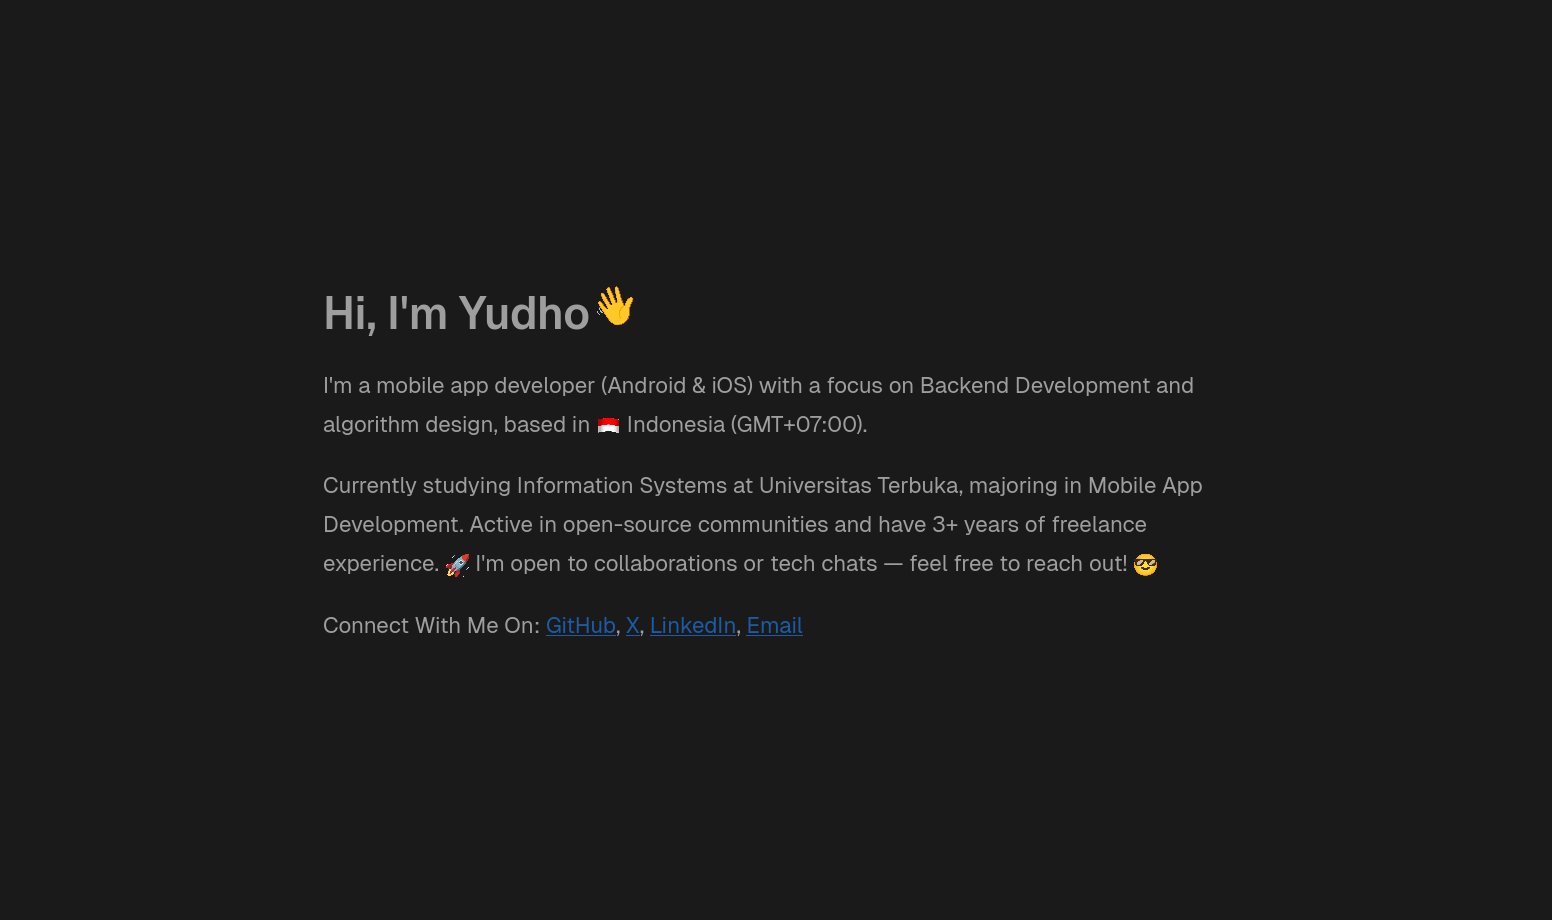 Hi, I'm Yudho👋
I'm a mobile app developer (Android & iOS) with a focus on Backend Development and
algorithm design, based in 🇮🇩 Indonesia (GMT+07:00).
Currently studying Information Systems at Universitas Terbuka, majoring in Mobile App
Development. Active in open-source communities and have 3+ years of freelance
experience. 🚀 I'm open to collaborations or tech chats — feel free to reach out! 😎
Connect With Me On: GitHub, X, LinkedIn, Email